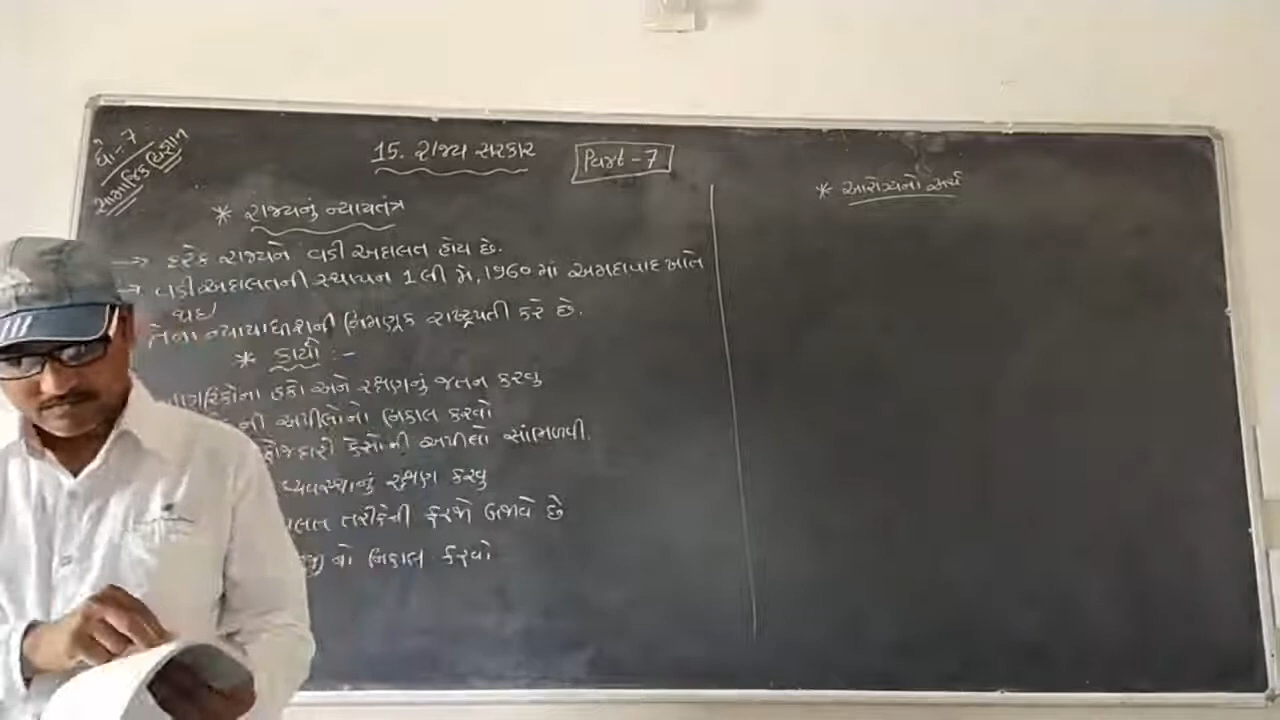 ધો-7
સામાજિક વિજ્ઞાન
15. રાજ્ય સરકાર
Part-7
* રાજ્યનું ન્યાયતંત્ર
→ દરેક રાજ્યને વડી અદાલત હોય છે.
→ વડી અદાલતની સ્થાપના 1લી મે, 1960 માં અમદાવાદ ખાતે
થઇ
તેના ન્યાયાધીશની નિમણૂક રાષ્ટ્રપતી કરે છે.
* કાર્યો :-
નાગરિકોના હકો અને રક્ષણનું જતન કરવુ
ની અપીલોનો નિકાલ કરવો
ફોજદારી કેસોની અપીલો સાંભળવી.
વ્યવસ્થાનું રક્ષણ કરવુ
તરીકેની ફરજો બજાવે છે
નો નિકાલ કરવો
* આરોગ્યનો અર્થ